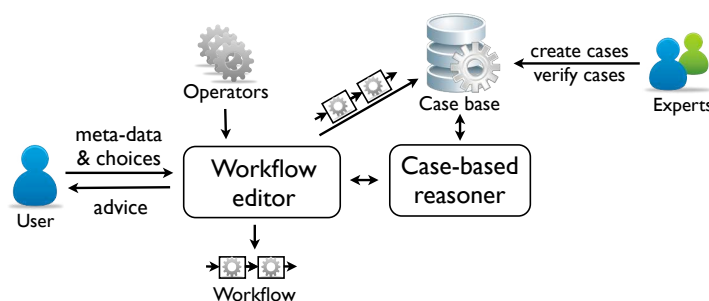 create cases
verify cases
Operators
Case base
Experts
meta-data
& choices
Workflow
editor
Case-based
reasoner
advice
User
Workflow